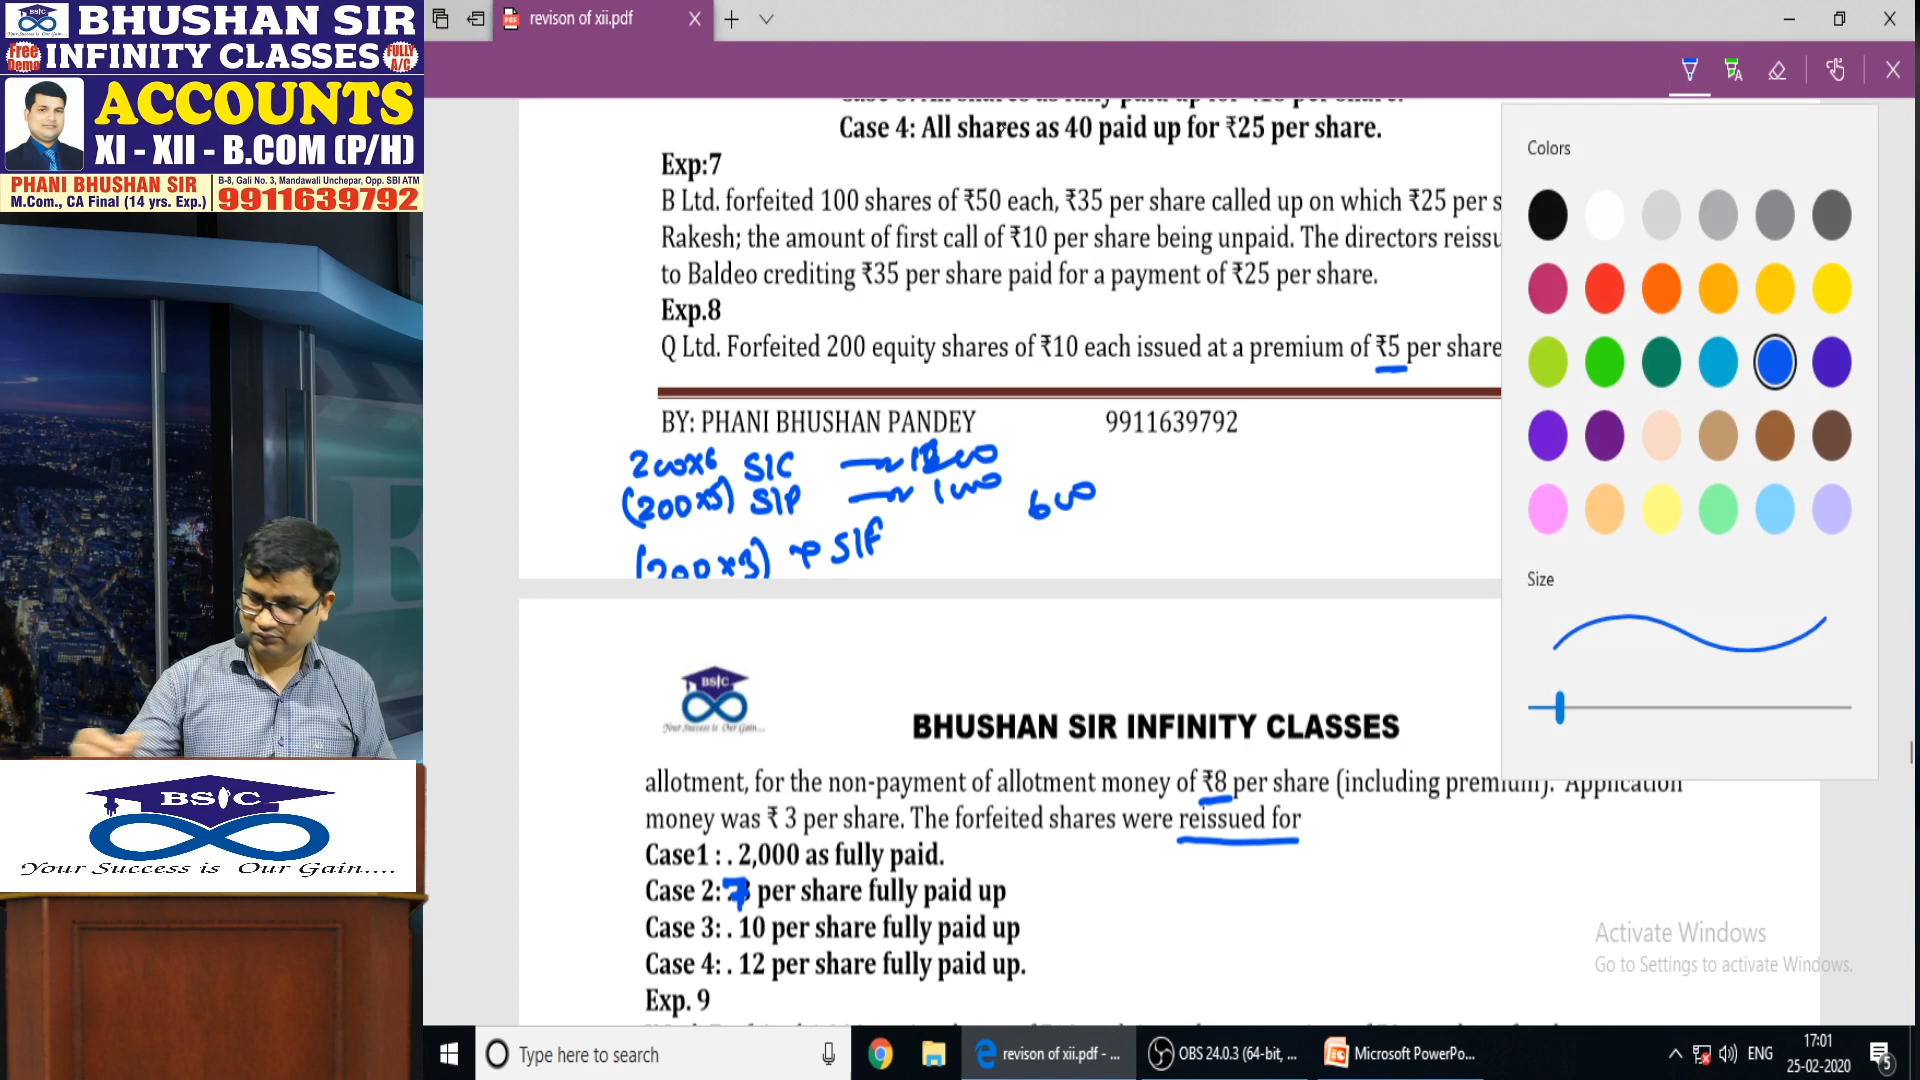 BHUSHAN SIR
Free Demo
INFINITY CLASSES
FULLY A/C
ACCOUNTS
XI - XII - B.COM (P/H)
PHANI BHUSHAN SIR
M.Com., CA Final (14 yrs. Exp.)
B-8, Gali No. 3, Mandawali Unchepar, Opp. SBI ATM
9911639792
revison of xii.pdf
Case 4: All shares as 40 paid up for ₹25 per share.
Exp:7
B Ltd. forfeited 100 shares of ₹50 each, ₹35 per share called up on which ₹25 per s
Rakesh; the amount of first call of ₹10 per share being unpaid. The directors reissu
to Baldeo crediting ₹35 per share paid for a payment of ₹25 per share.
Exp.8
Q Ltd. Forfeited 200 equity shares of ₹10 each issued at a premium of ₹5 per share
BY: PHANI BHUSHAN PANDEY 9911639792
200x6 S/C
(200x5) S/P
600
(200x3) S/F
BSIC
Your Success is Our Gain....
BHUSHAN SIR INFINITY CLASSES
allotment, for the non-payment of allotment money of ₹8 per share (including premium). Application
money was ₹ 3 per share. The forfeited shares were reissued for
Case1 : . 2,000 as fully paid.
Case 2: 7 per share fully paid up
Case 3: . 10 per share fully paid up
Case 4: . 12 per share fully paid up.
Exp. 9
Colors
Size
Activate Windows
Go to Settings to activate Windows.
BSIC
Your Success is Our Gain....
Type here to search
revison of xii.pdf - ...
OBS 24.0.3 (64-bit, ...
Microsoft PowerPo...
ENG
17:01
25-02-2020
5